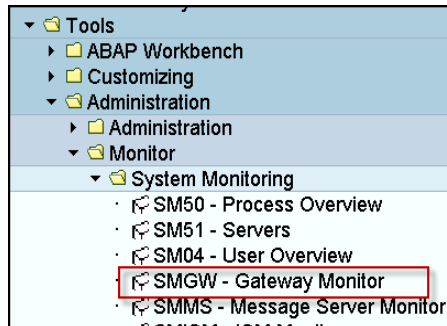 Tools
ABAP Workbench
Customizing
Administration
Administration
Monitor
System Monitoring
SM50 - Process Overview
SM51 - Servers
SM04 - User Overview
SMGW - Gateway Monitor
SMMS - Message Server Monitor